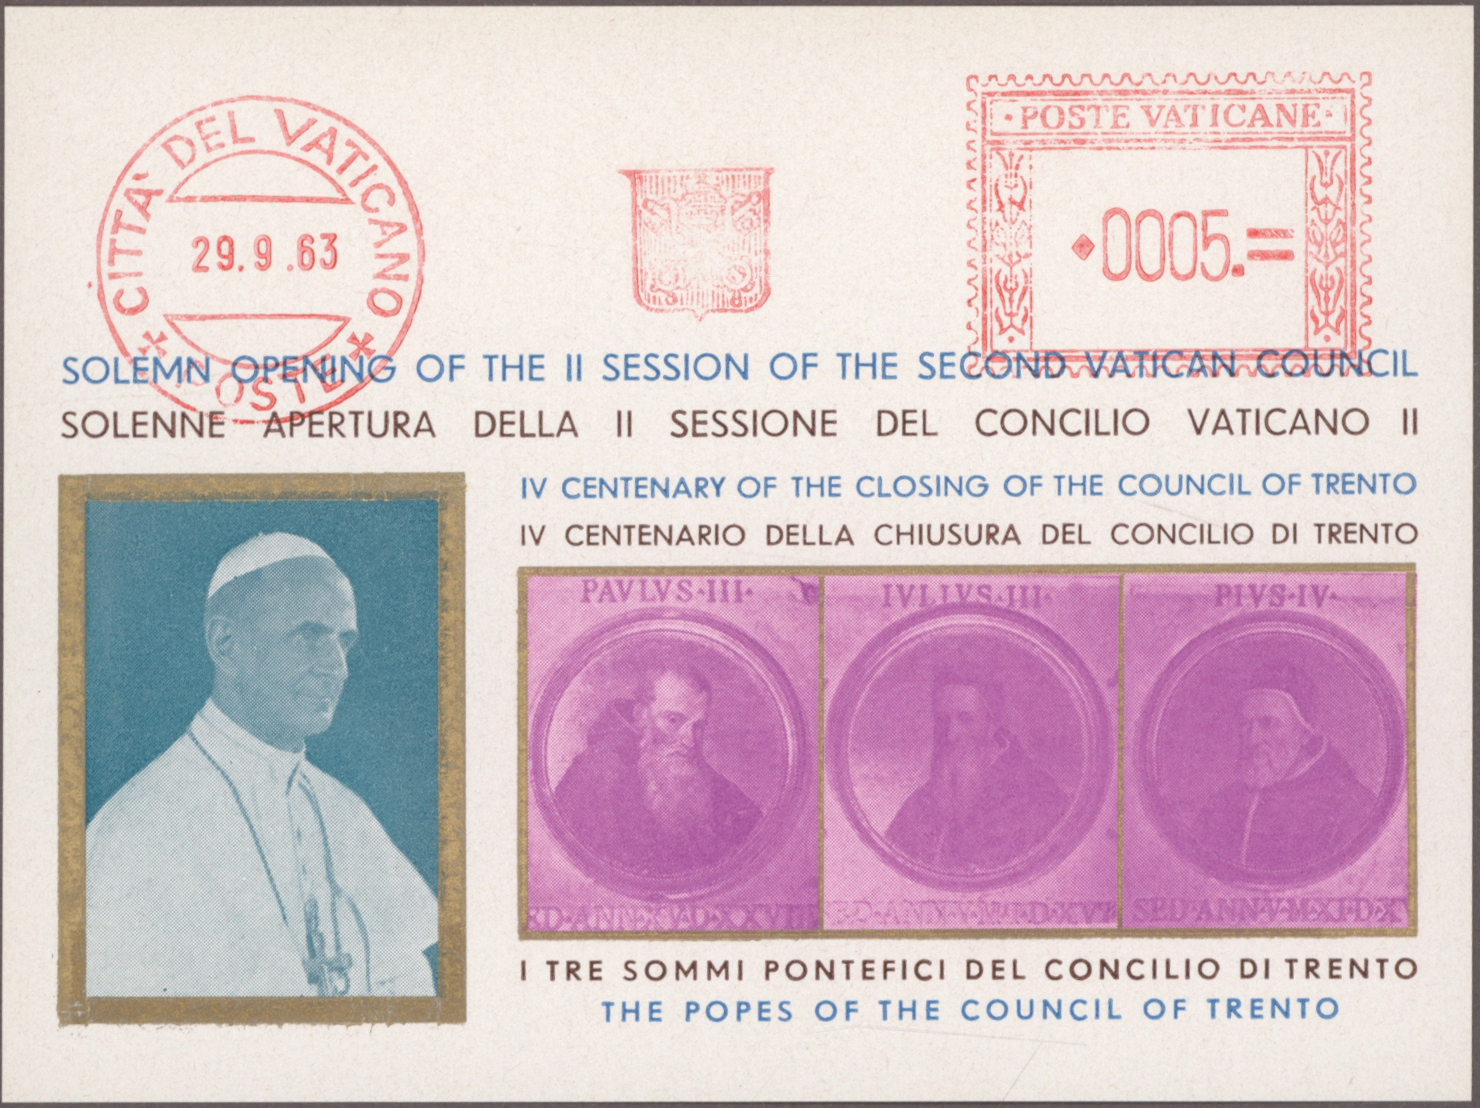 CITTA' DEL VATICANO
29.9.63
POSTE
·POSTE VATICANE·
0005.=
SOLEMN OPENING OF THE II SESSION OF THE SECOND VATICAN COUNCIL
SOLENNE APERTURA DELLA II SESSIONE DEL CONCILIO VATICANO II
IV CENTENARY OF THE CLOSING OF THE COUNCIL OF TRENTO
IV CENTENARIO DELLA CHIUSURA DEL CONCILIO DI TRENTO
PAVLVS·III·
IVLIVS·III·
PIVS·IV·
I TRE SOMMI PONTEFICI DEL CONCILIO DI TRENTO
THE POPES OF THE COUNCIL OF TRENTO